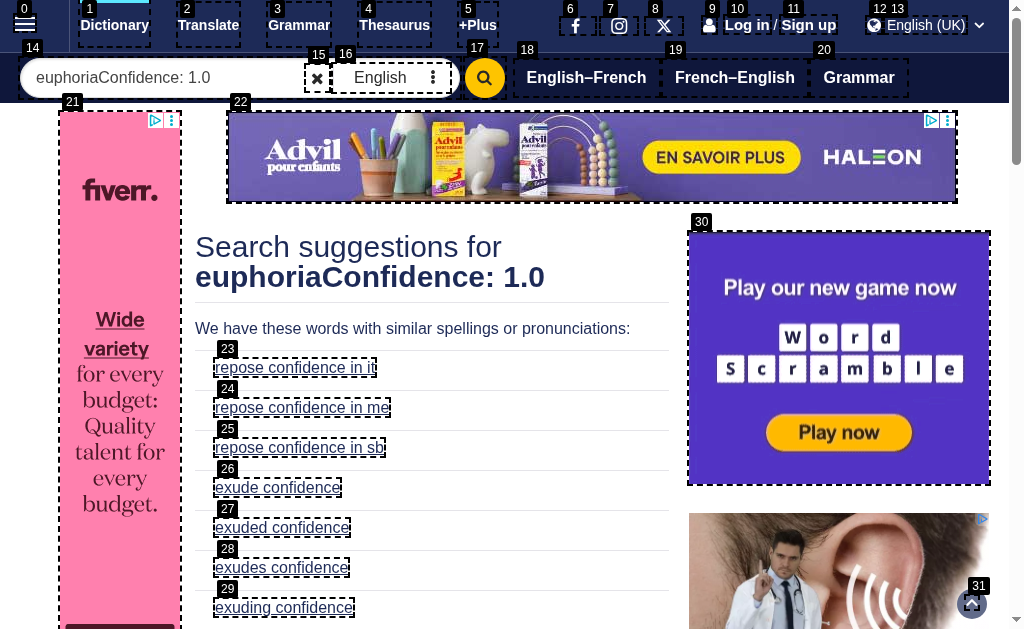 0
1
2
3
4
5
6
7
8
9
10
11
12
13
Dictionary
Translate
Grammar
Thesaurus
+Plus
Log in / Sign up
English (UK)
14
15
16
17
18
19
20
euphoriaConfidence: 1.0
English
English–French
French–English
Grammar
21
22
fiverr.
Wide
variety
for every
budget:
Quality
talent for
every
budget.
Advil
pour enfants
EN SAVOIR PLUS
HALEON
Search suggestions for
euphoriaConfidence: 1.0
We have these words with similar spellings or pronunciations:
23
repose confidence in it
24
repose confidence in me
25
repose confidence in sb
26
exude confidence
27
exuded confidence
28
exudes confidence
29
exuding confidence
30
Play our new game now
Word
Scramble
Play now
31